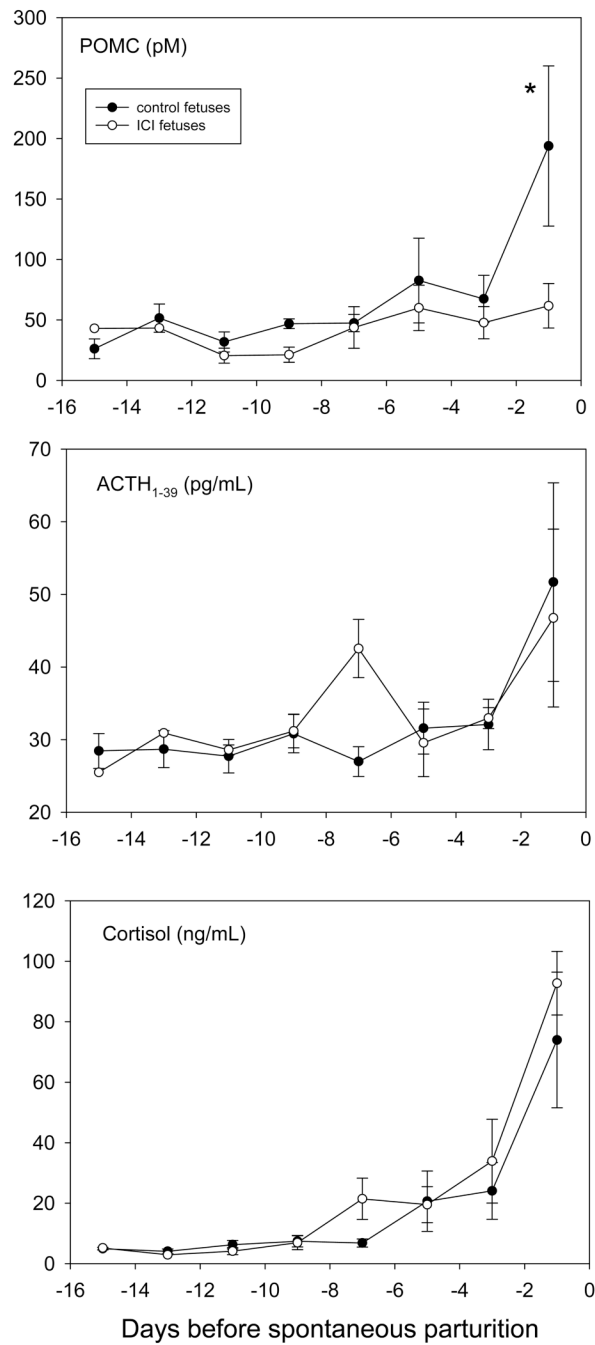 300
POMC (pM)
250
control fetuses
ICI fetuses
*
200
150
100
50
0
-16 -14 -12 -10 -8 -6 -4 -2 0
70
ACTH1-39 (pg/mL)
60
50
40
30
20
-16 -14 -12 -10 -8 -6 -4 -2 0
120
Cortisol (ng/mL)
100
80
60
40
20
0
-16 -14 -12 -10 -8 -6 -4 -2 0
Days before spontaneous parturition